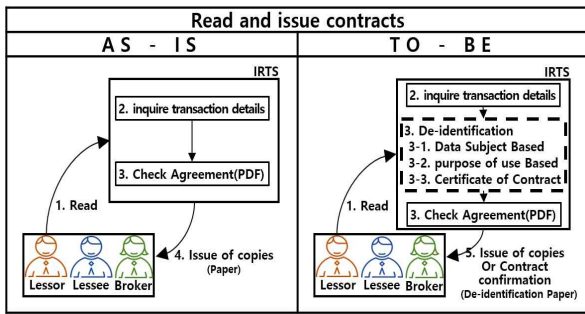 Read and issue contracts
AS - IS
IRTS
2. inquire transaction details
3. Check Agreement(PDF)
1. Read
4. Issue of copies
(Paper)
Lessor Lessee Broker
TO - BE
IRTS
2. inquire transaction details
3. De-identification
3-1. Data Subject Based
3-2. purpose of use Based
3-3. Certificate of Contract
3. Check Agreement(PDF)
1. Read
5. Issue of copies
Or Contract
confirmation
(De-identification Paper)
Lessor Lessee Broker